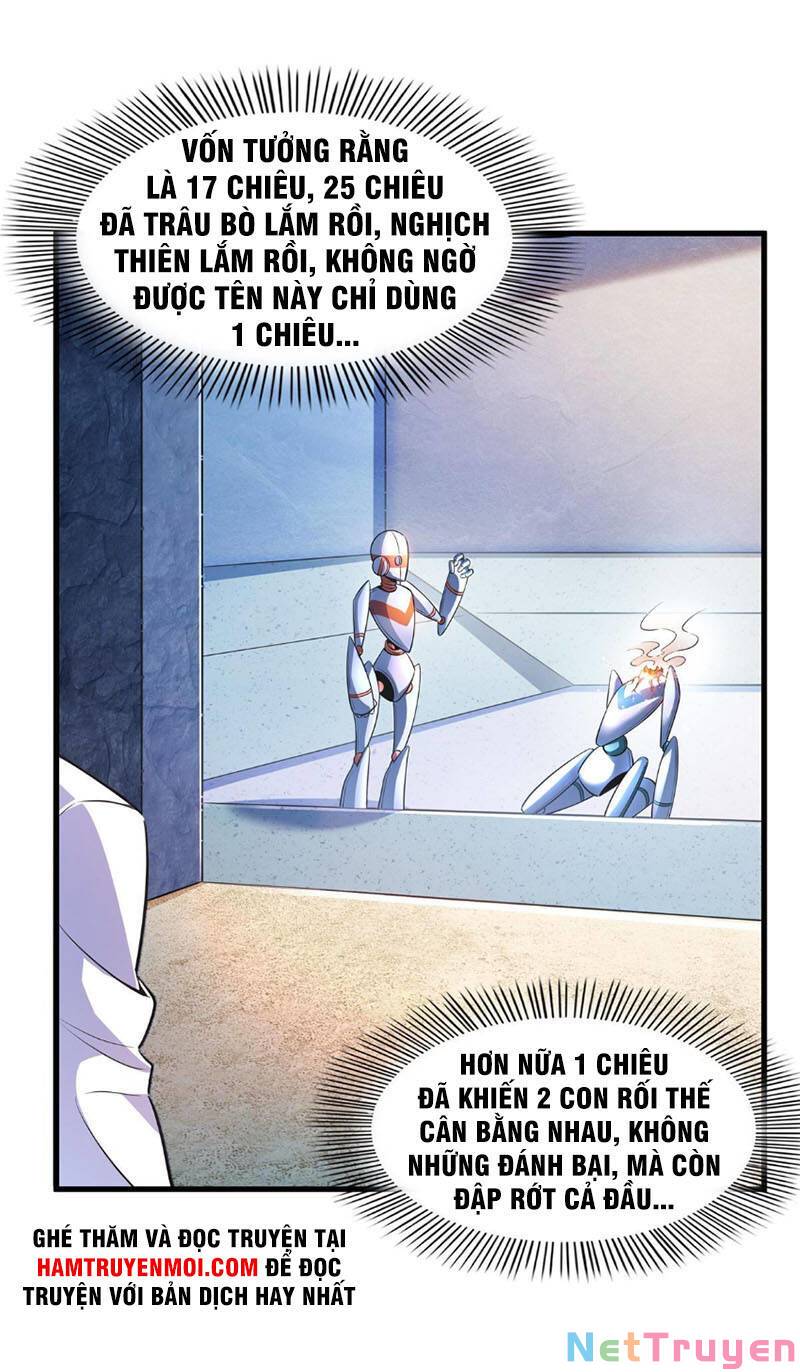 VỐN TƯỞNG RẰNG
LÀ 17 CHIÊU, 25 CHIÊU
ĐÃ TRÂU BÒ LẮM RỒI, NGHỊCH
THIÊN LẮM RỒI, KHÔNG NGỜ
ĐƯỢC TÊN NÀY CHỈ DÙNG
1 CHIÊU...
HƠN NỮA 1 CHIÊU
ĐÃ KHIẾN 2 CON RỐI THẾ
CÂN BẰNG NHAU, KHÔNG
NHỮNG ĐÁNH BẠI, MÀ CÒN
ĐẬP RỚT CẢ ĐẦU...
GHÉ THĂM VÀ ĐỌC TRUYỆN TẠI
HAMTRUYENMOI.COM ĐỂ ĐỌC
TRUYỆN VỚI BẢN DỊCH HAY NHẤT
NetTruyen